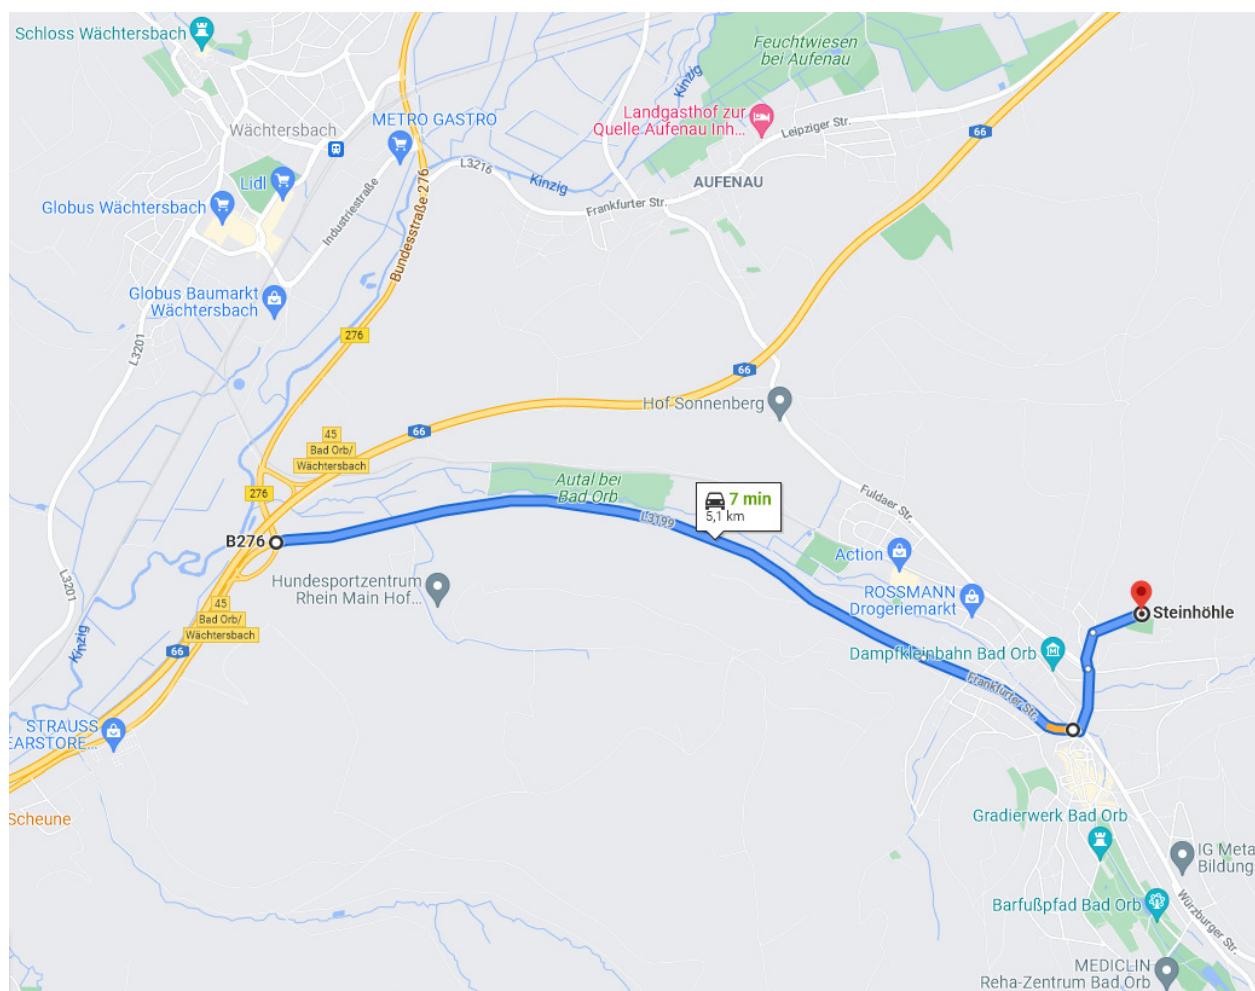 Schloss Wächtersbach
Feuchtwiesen
bei Aufenau
Kinzig
Landgasthof zur
Quelle Aufenau Inh...
Leipziger Str.
66
METRO GASTRO
Wächtersbach
L3216
Kinzig
AUFENAU
Frankfurter Str.
Lidl
Globus Wächtersbach
Industriestraße
Bundesstraße 276
Globus Baumarkt
Wächtersbach
L3201
276
66
Hof Sonnenberg
45
Bad Orb/
Wächtersbach
66
276
Autal bei
Bad Orb
7 min
5,1 km
L3199
Fuldaer Str.
B276
Action
Hundesportzentrum
Rhein Main Hof...
ROSSMANN
Drogeriemarkt
L3201
45
Bad Orb/
Wächtersbach
Steinhöhle
Kinzig
66
Dampfkleinbahn Bad Orb
Frankfurter Str.
STRAUSS
EARSTORE...
Scheune
Gradierwerk Bad Orb
IG Meta
Bildung
Barfußpfad Bad Orb
Würzburger Str.
MEDICLIN
Reha-Zentrum Bad Orb